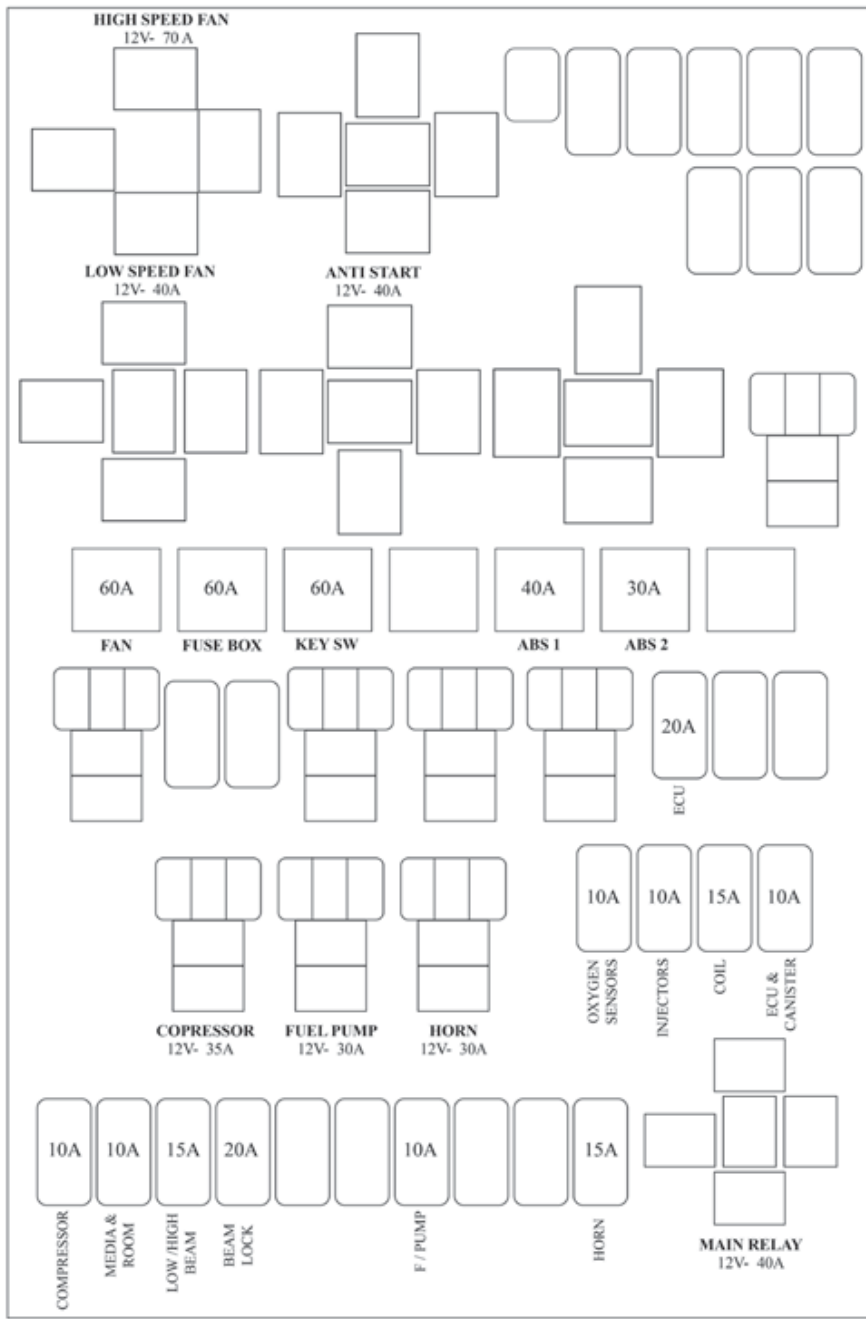 HIGH SPEED FAN
12V- 70 A
LOW SPEED FAN
12V- 40A
ANTI START
12V- 40A
60A
60A
60A
40A
30A
FAN
FUSE BOX
KEY SW
ABS 1
ABS 2
20A
ECU
10A
10A
15A
10A
OXYGEN
SENSORS
INJECTORS
COIL
ECU &
CANISTER
COPRESSOR
12V- 35A
FUEL PUMP
12V- 30A
HORN
12V- 30A
10A
10A
15A
20A
10A
15A
COMPRESSOR
MEDIA &
ROOM
LOW /HIGH
BEAM
BEAM
LOCK
F / PUMP
HORN
MAIN RELAY
12V- 40A